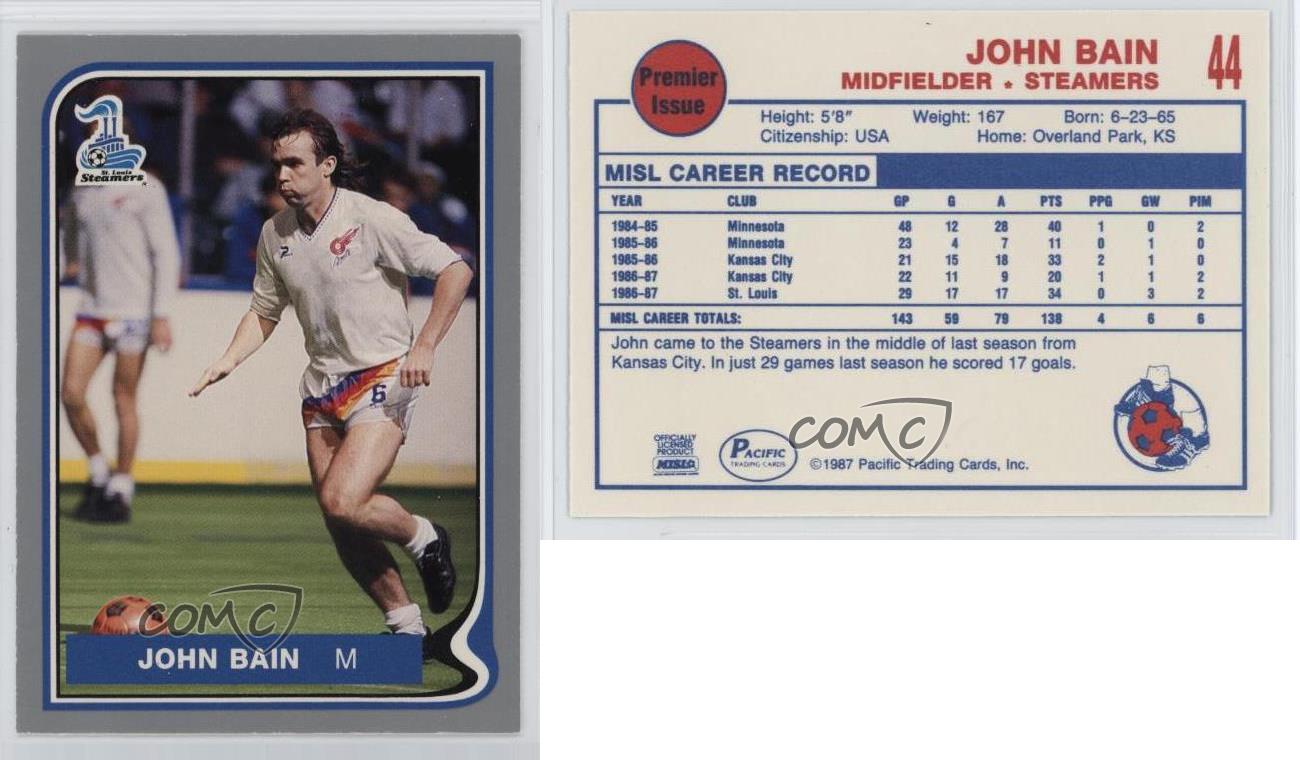 St. Louis
Steamers
6
COMC
JOHN BAIN M
Premier
Issue
JOHN BAIN
MIDFIELDER ★ STEAMERS
44
Height: 5'8" Weight: 167 Born: 6-23-65
Citizenship: USA Home: Overland Park, KS
MISL CAREER RECORD
YEAR CLUB GP G A PTS PPG GW PIM
1984-85 Minnesota 48 12 28 40 1 0 2
1985-86 Minnesota 23 4 7 11 0 1 0
1985-86 Kansas City 21 15 18 33 2 1 0
1986-87 Kansas City 22 11 9 20 1 1 2
1986-87 St. Louis 29 17 17 34 0 3 2
MISL CAREER TOTALS: 143 59 79 138 4 6 6
John came to the Steamers in the middle of last season from
Kansas City. In just 29 games last season he scored 17 goals.
OFFICIALLY
LICENSED
PRODUCT
MISL
PACIFIC
TRADING CARDS
COMC
©1987 Pacific Trading Cards, Inc.